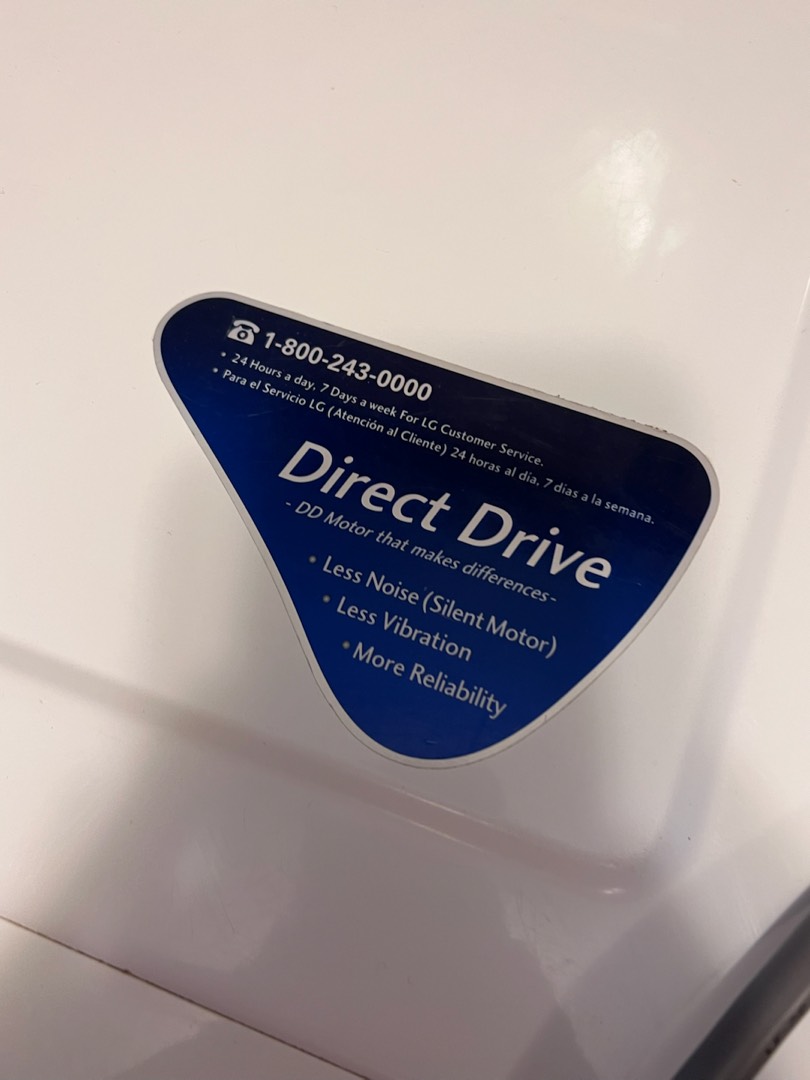 ☎ 1-800-243-0000
• 24 Hours a day, 7 Days a week For LG Customer Service.
• Para el Servicio LG (Atención al Cliente) 24 horas al día. 7 dias a la semana.
Direct Drive
- DD Motor that makes differences -
• Less Noise (Silent Motor)
• Less Vibration
• More Reliability